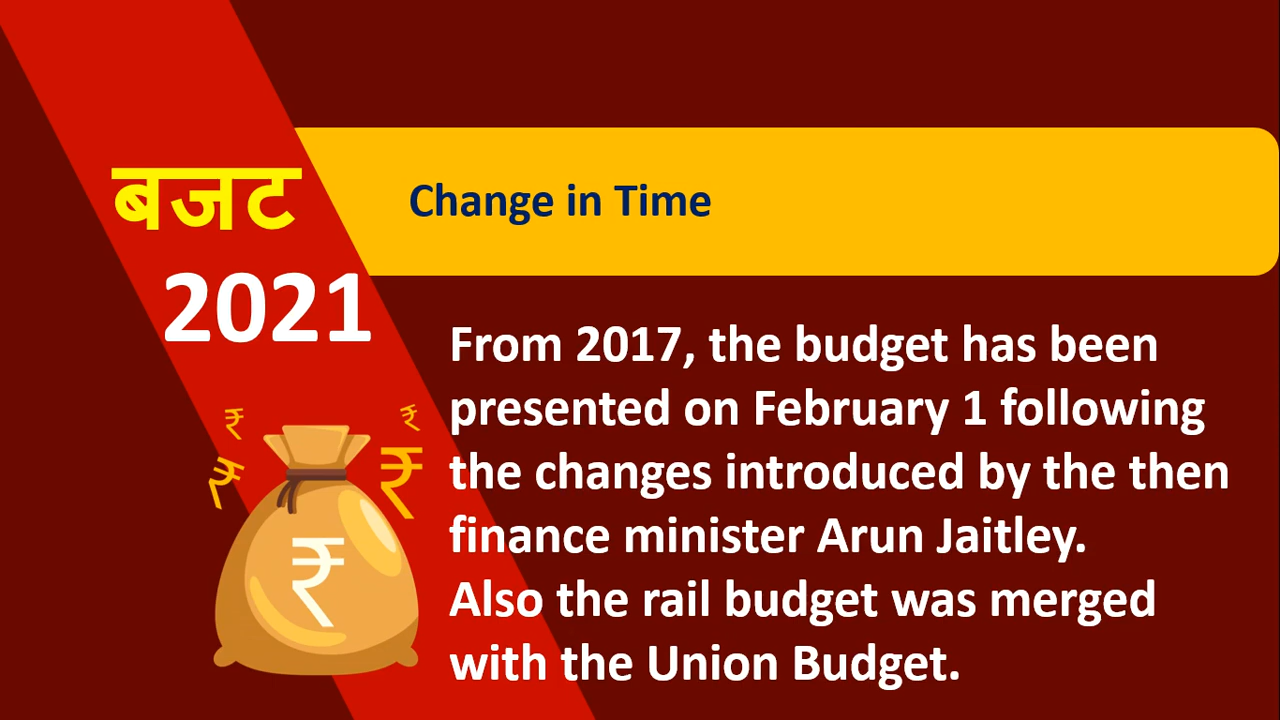 बजट
2021
Change in Time
From 2017, the budget has been
presented on February 1 following
the changes introduced by the then
finance minister Arun Jaitley.
Also the rail budget was merged
with the Union Budget.
₹
₹
₹
₹
₹